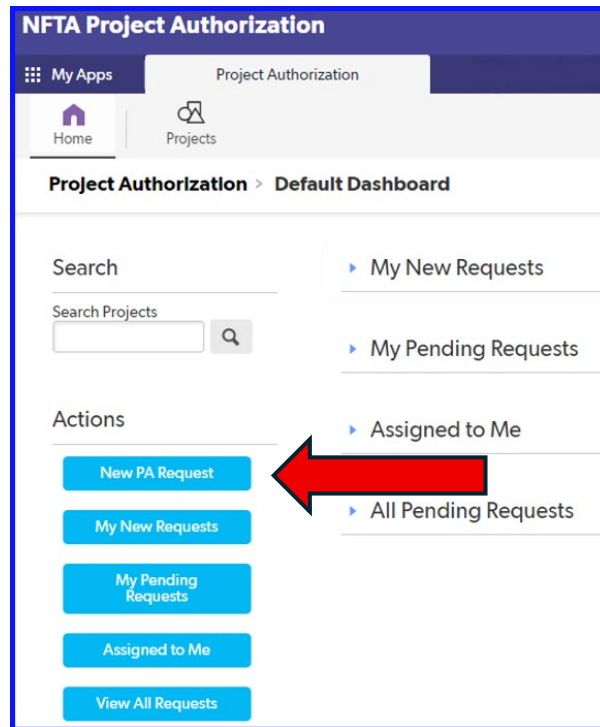 NFTA Project Authorization
My Apps
Project Authorization
Home
Projects
Project Authorization > Default Dashboard
Search
Search Projects
Actions
New PA Request
My New Requests
My Pending
Requests
Assigned to Me
View All Requests
My New Requests
My Pending Requests
Assigned to Me
All Pending Requests